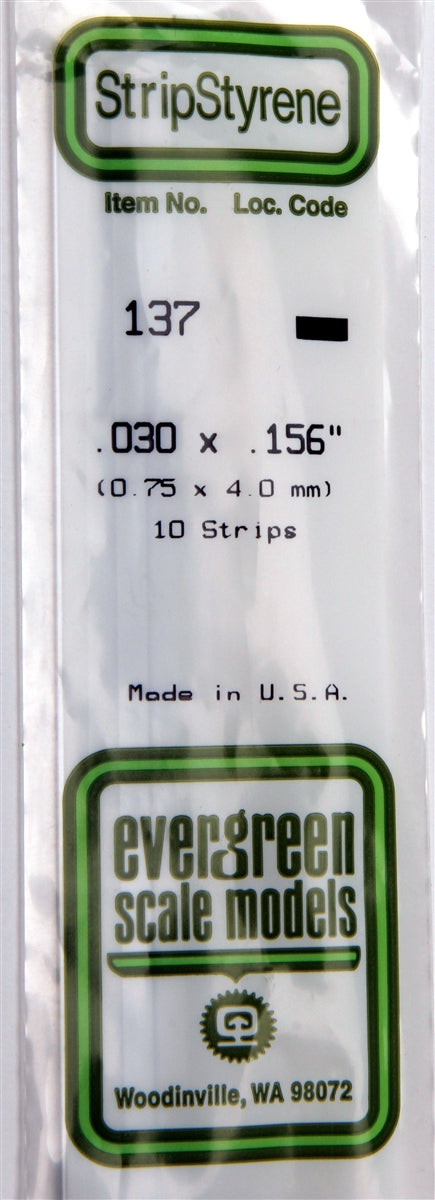 StripStyrene
Item No. Loc. Code
137
.030 x .156"
(0.75 x 4.0 mm)
10 Strips
Made in U.S.A.
evergreen
scale models
Woodinville, WA 98072